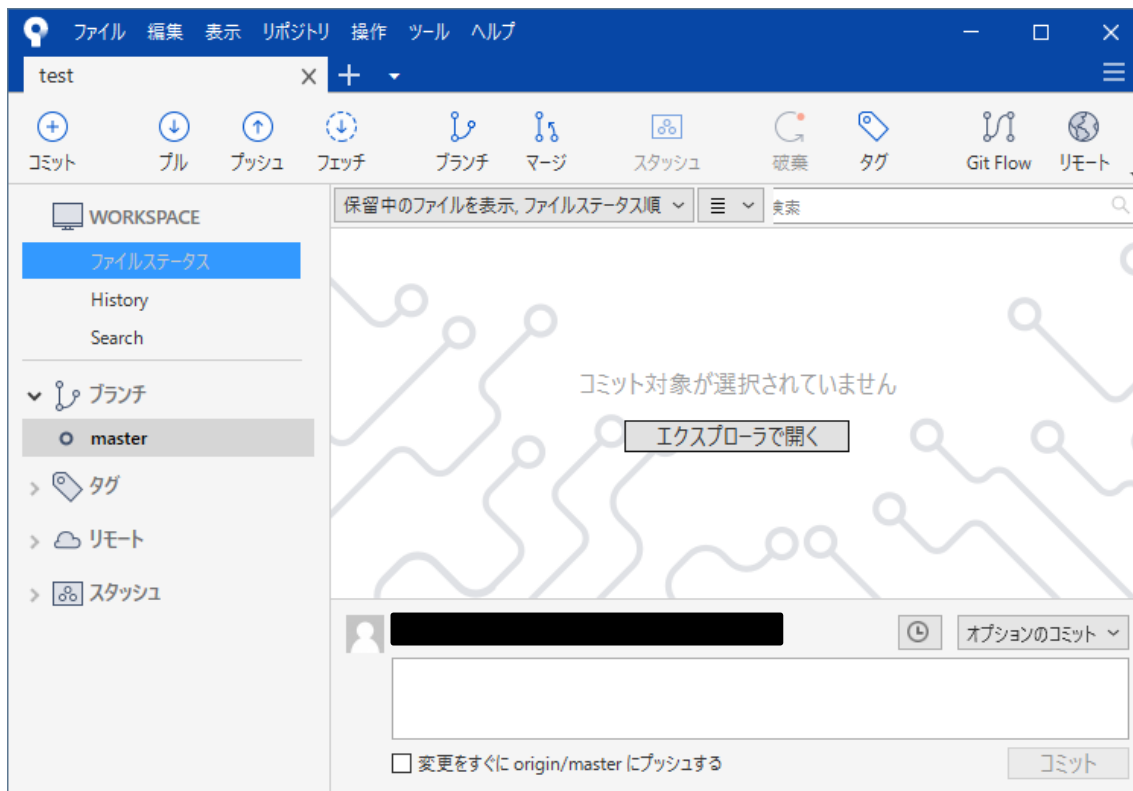 ファイル 編集 表示 リポジトリ 操作 ツール ヘルプ
test
コミット プル プッシュ フェッチ ブランチ マージ スタッシュ 破棄 タグ Git Flow リモート
WORKSPACE
ファイルステータス
History
Search
ブランチ
master
タグ
リモート
スタッシュ
保留中のファイルを表示, ファイルステータス順
検索
コミット対象が選択されていません
エクスプローラで開く
オプションのコミット
変更をすぐに origin/master にプッシュする
コミット